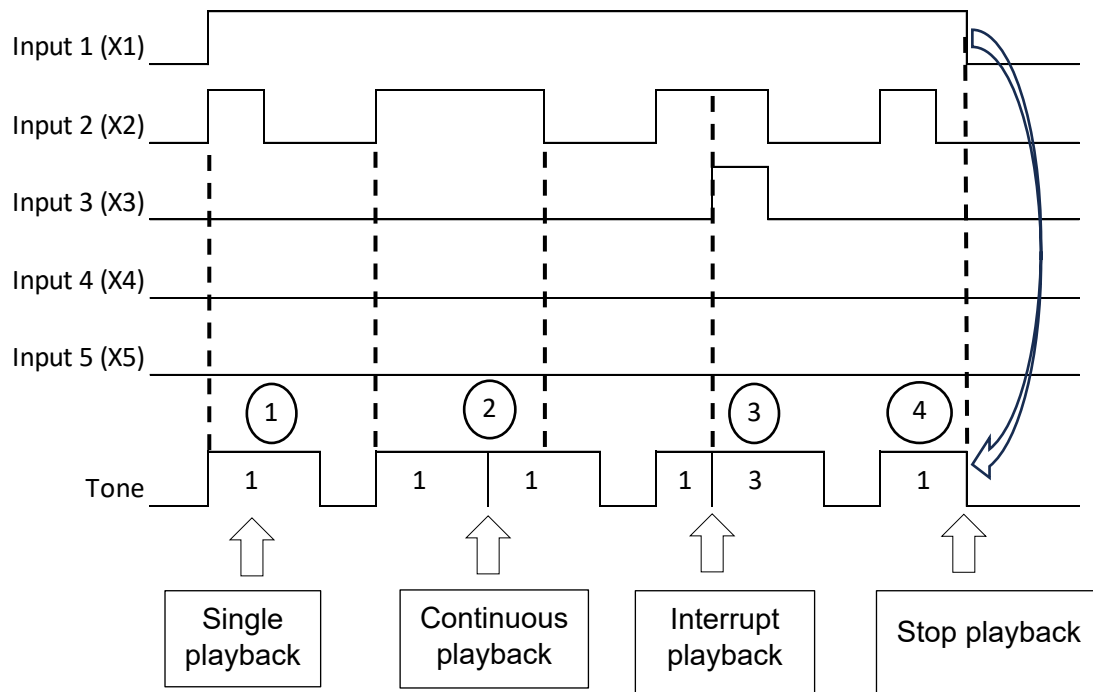 Input 1 (X1)
Input 2 (X2)
Input 3 (X3)
Input 4 (X4)
Input 5 (X5)
1 2 3 4
Tone 1 1 1 1 3 1
Single
playback
Continuous
playback
Interrupt
playback
Stop playback